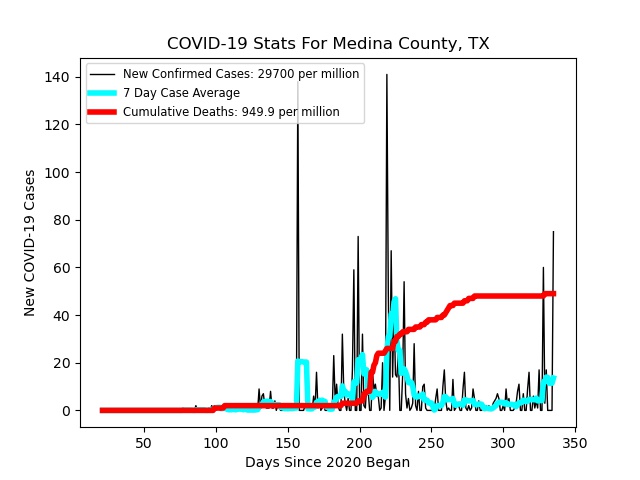 COVID-19 Stats For Medina County, TX
New Confirmed Cases: 29700 per million
7 Day Case Average
Cumulative Deaths: 949.9 per million
New COVID-19 Cases
140
120
100
80
60
40
20
0
50 100 150 200 250 300 350
Days Since 2020 Began